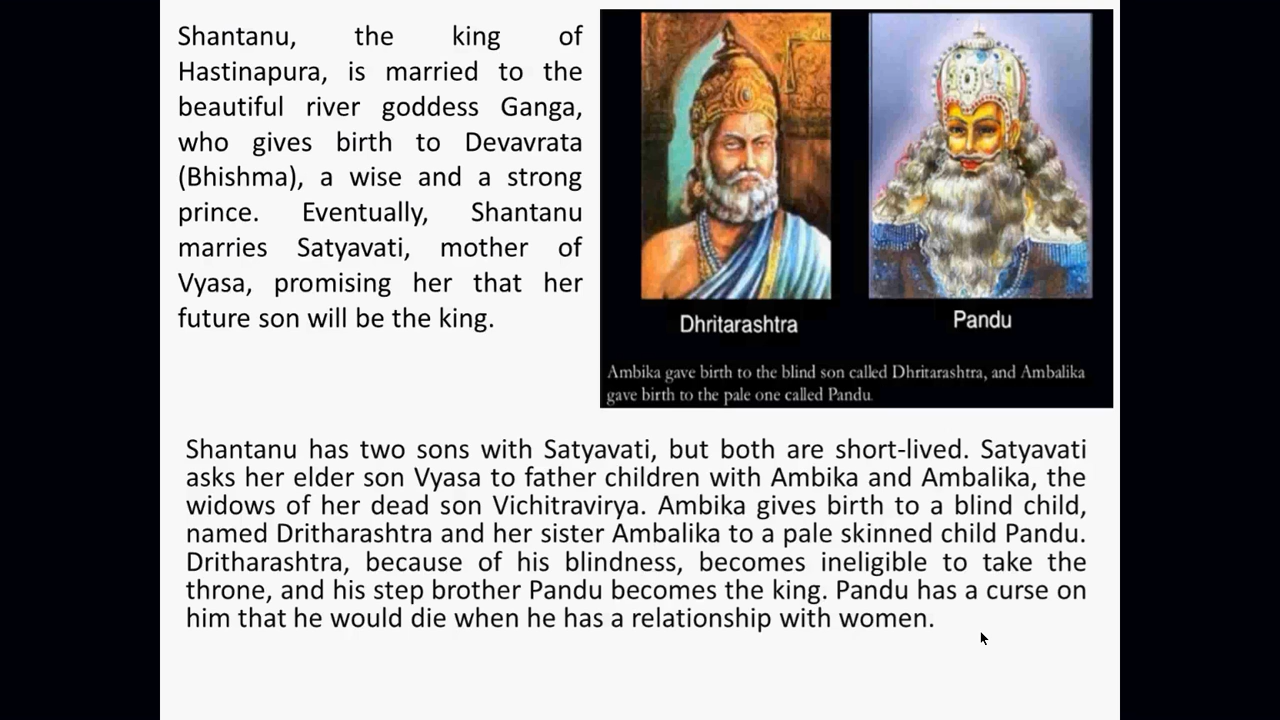 Shantanu, the king of
Hastinapura, is married to the
beautiful river goddess Ganga,
who gives birth to Devavrata
(Bhishma), a wise and a strong
prince. Eventually, Shantanu
marries Satyavati, mother of
Vyasa, promising her that her
future son will be the king.
Dhritarashtra
Pandu
Ambika gave birth to the blind son called Dhritarashtra, and Ambalika
gave birth to the pale one called Pandu.
Shantanu has two sons with Satyavati, but both are short-lived. Satyavati
asks her elder son Vyasa to father children with Ambika and Ambalika, the
widows of her dead son Vichitravirya. Ambika gives birth to a blind child,
named Dritharashtra and her sister Ambalika to a pale skinned child Pandu.
Dritharashtra, because of his blindness, becomes ineligible to take the
throne, and his step brother Pandu becomes the king. Pandu has a curse on
him that he would die when he has a relationship with women.